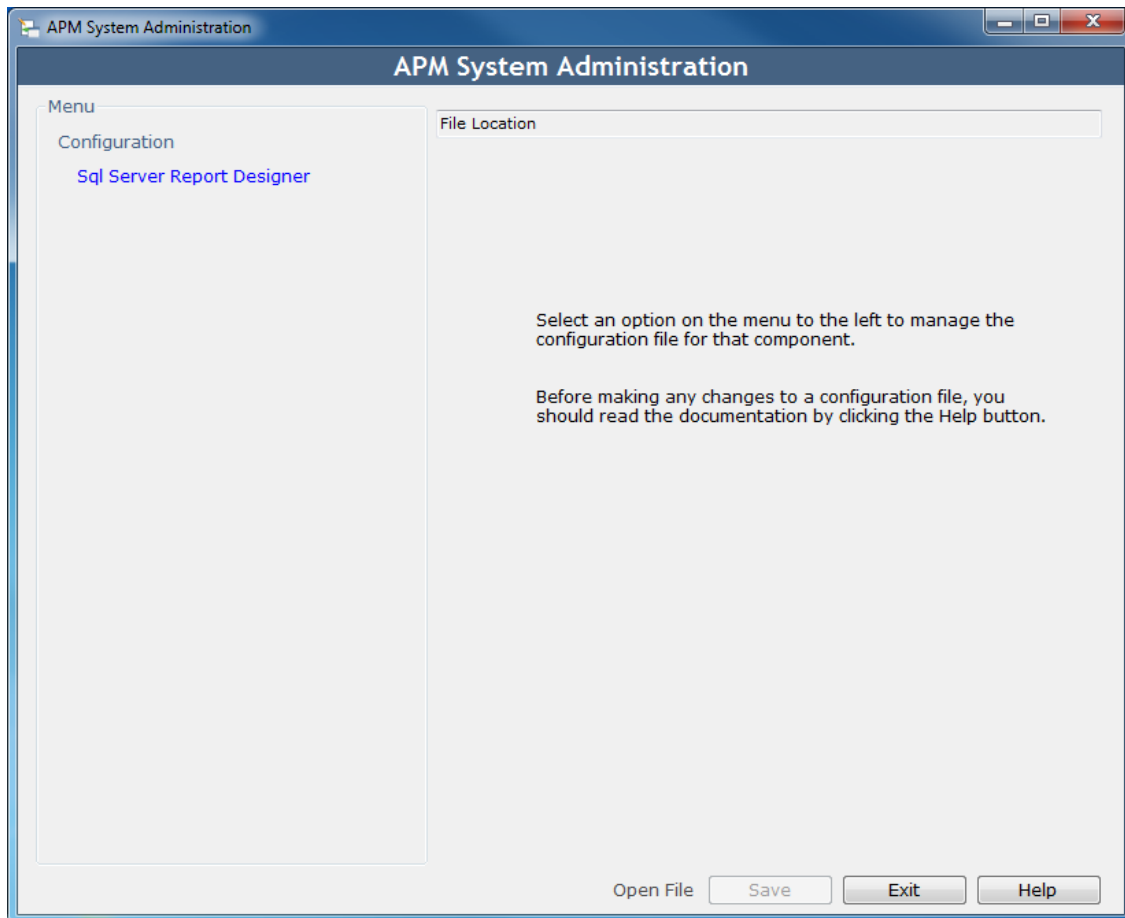 APM System Administration
APM System Administration
Menu
Configuration
Sql Server Report Designer
File Location
Select an option on the menu to the left to manage the
configuration file for that component.
Before making any changes to a configuration file, you
should read the documentation by clicking the Help button.
Open File
Save
Exit
Help